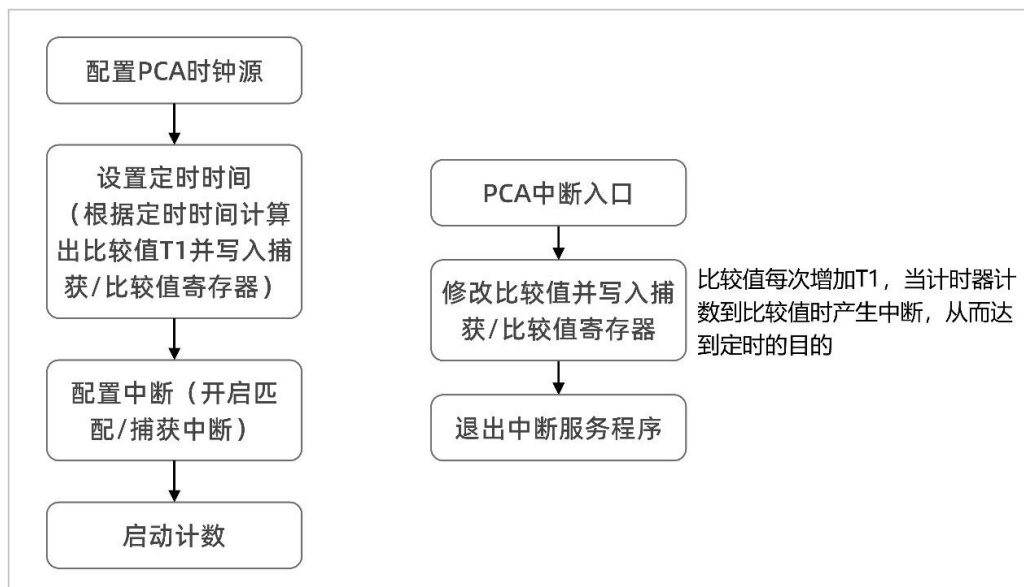 配置PCA时钟源
设置定时时间
（根据定时时间计算
出比较值T1并写入捕
获/比较值寄存器）
配置中断（开启匹
配/捕获中断）
启动计数
PCA中断入口
修改比较值并写入捕
获/比较值寄存器
退出中断服务程序
比较值每次增加T1，当计时器计
数到比较值时产生中断，从而达
到定时的目的